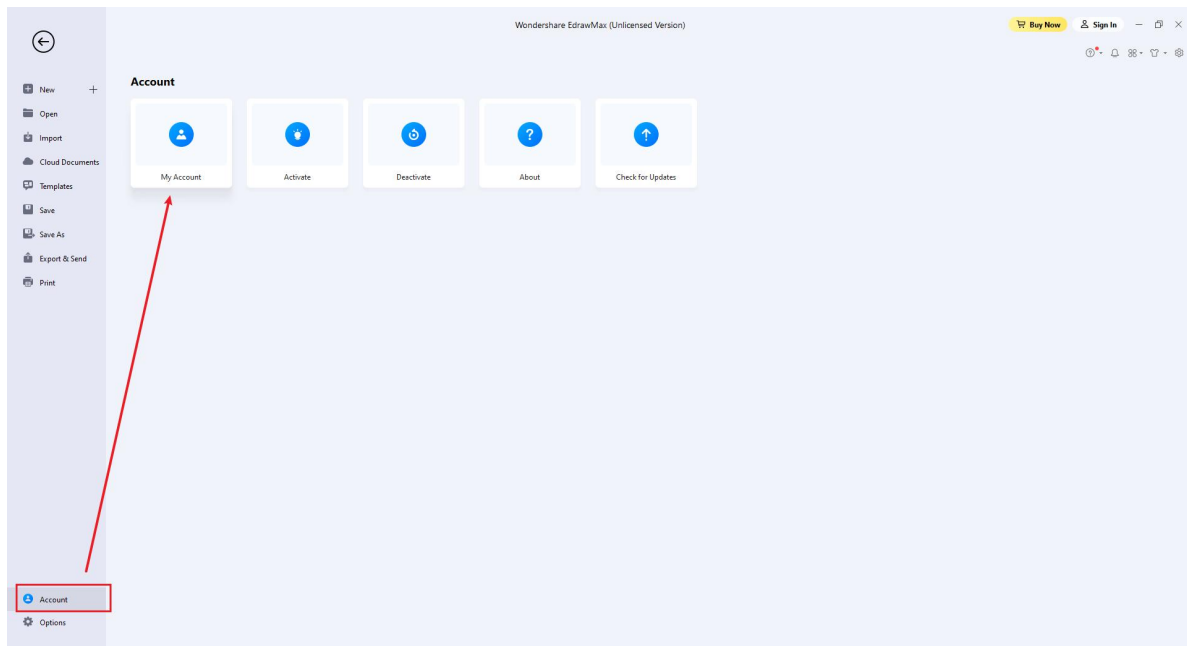 Wondershare EdrawMax (Unlicensed Version)
Buy Now
Sign In
Account
New
Open
Import
Cloud Documents
Templates
Save
Save As
Export & Send
Print
My Account
Activate
Deactivate
About
Check for Updates
Account
Options